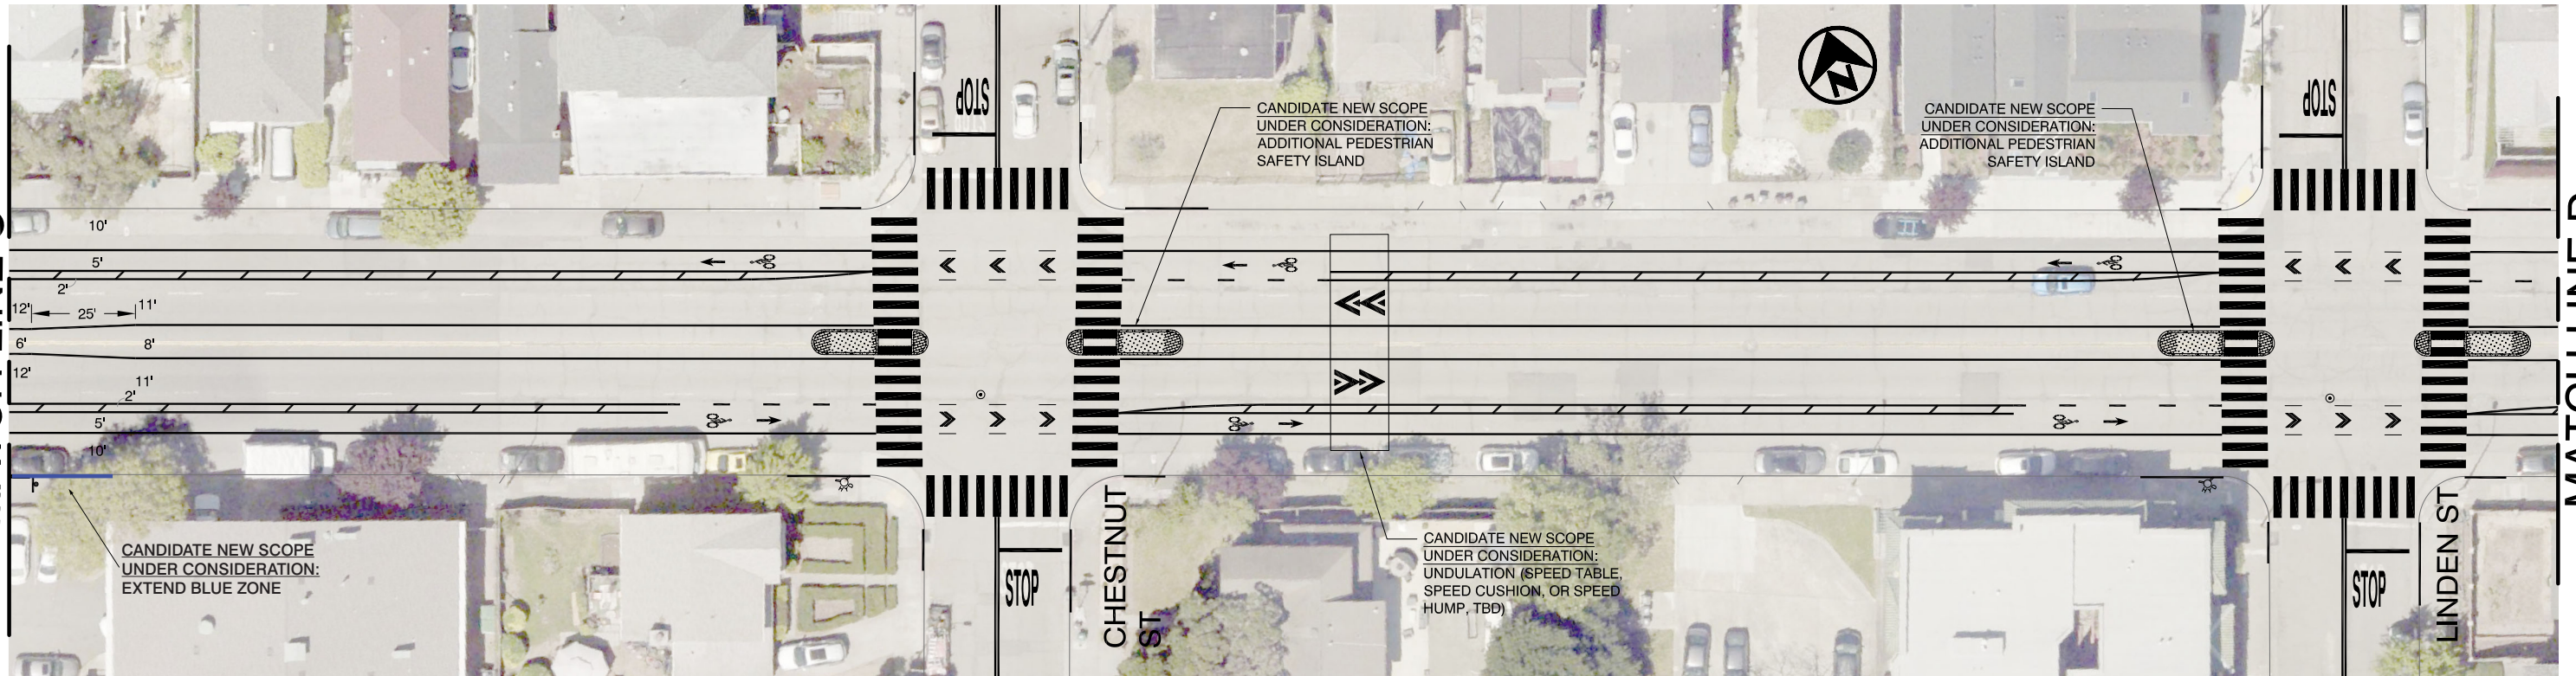 STOP
STOP
CANDIDATE NEW SCOPE
UNDER CONSIDERATION:
ADDITIONAL PEDESTRIAN
SAFETY ISLAND
N
CANDIDATE NEW SCOPE
UNDER CONSIDERATION:
ADDITIONAL PEDESTRIAN
SAFETY ISLAND
10'
5'
2'
12'
25'
11'
6'
8'
12'
11'
2'
5'
10'
MATCH LINE D
CANDIDATE NEW SCOPE
UNDER CONSIDERATION:
EXTEND BLUE ZONE
STOP
CHESTNUT
ST
CANDIDATE NEW SCOPE
UNDER CONSIDERATION:
UNDULATION (SPEED TABLE,
SPEED CUSHION, OR SPEED
HUMP, TBD)
STOP
LINDEN ST